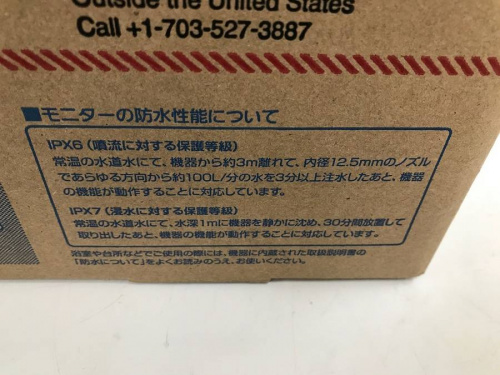 Outside the United States
Call +1-703-527-3887
■モニターの防水性能について
IPX6（噴流に対する保護等級）
常温の水道水にて、機器から約3m離れて、内径12.5mmのノズル
であらゆる方向から約100L/分の水を3分以上注水したあと、機器
の機能が動作することに対応しています。
IPX7（浸水に対する保護等級）
常温の水道水にて、水深1mに機器を静かに沈め、30分間放置して
取り出したあと、機器の機能が動作することに対応しています。
浴室や台所などでご使用の際には、機器に内蔵された取扱説明書の
「防水について」をよくお読みのうえ、お使いください。